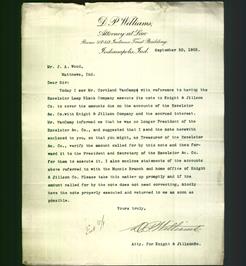 D. P. Williams,
Attorney at Law
Indianapolis, Ind.
September 30, 1903.
Mr. J. A. Wood,
Matthews, Ind.
Dear Sir:
Today I saw Mr. Cortland VanCamp with reference to having the
Excelsior Lamp Black Company execute its note to Knight & Jillson
Co. to cover the amounts due on the accounts of the Excelsior
&c. Co. with Knight & Jillson Company and the accrued interest.
Mr. VanCamp informed me that he was no longer President of the
Excelsior &c. Co., and suggested that I send the note herewith
enclosed to you, so that you might, as Treasurer of the Excelsior
&c. Co., verify the amount called for by this note and then for-
ward it to the President and Secretary of the Excelsior &c. Co.
for them to execute it. I also enclose statements of the accounts
above referred to with the Muncie Branch and home office of Knight
& Jillson Co. Please take this matter up promptly and if the
amount called for by the note does not seem correct, kindly
have the note properly executed and returned to me as soon as
possible.
Yours truly,
D. P. Williams
Atty. For Knight & Jillson Co.